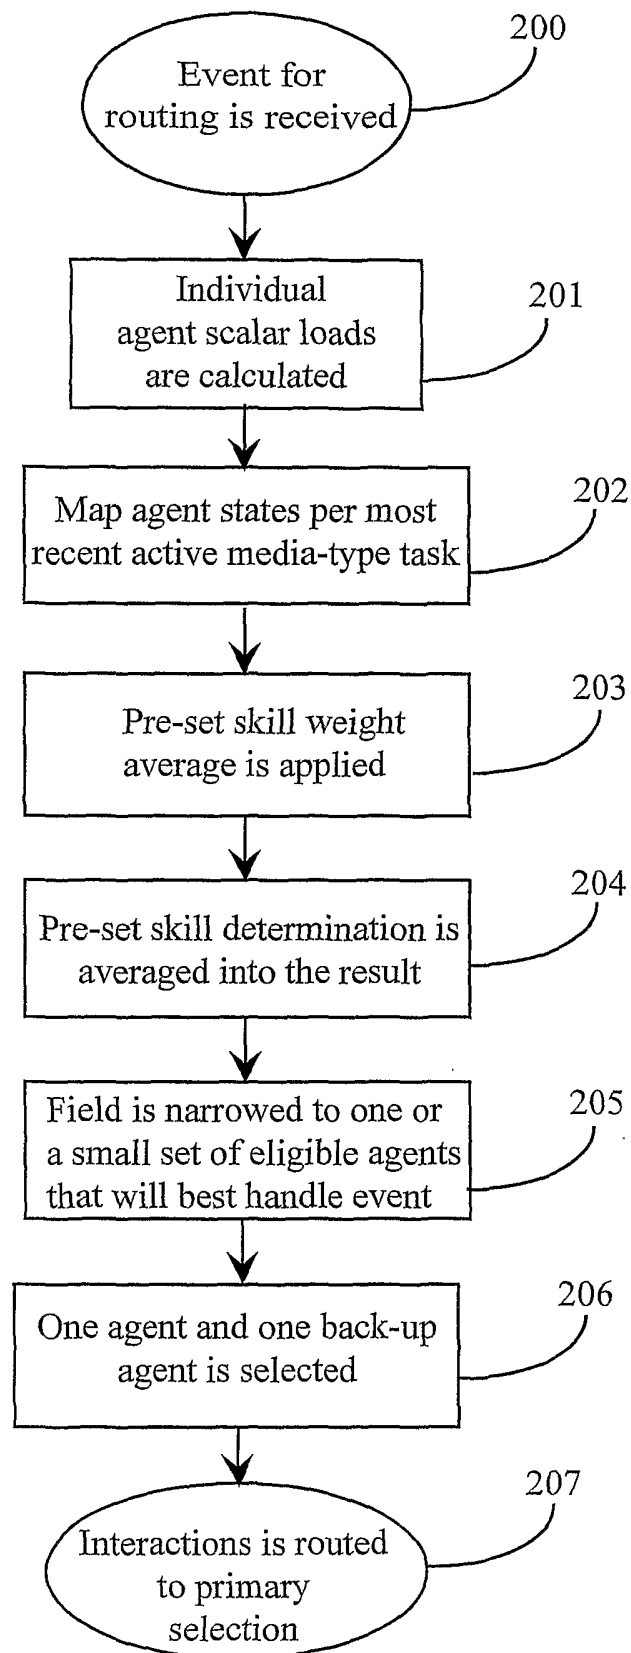 200
Event for
routing is received
201
Individual
agent scalar loads
are calculated
202
Map agent states per most
recent active media-type task
203
Pre-set skill weight
average is applied
204
Pre-set skill determination is
averaged into the result
205
Field is narrowed to one or
a small set of eligible agents
that will best handle event
206
One agent and one back-up
agent is selected
207
Interactions is routed
to primary
selection